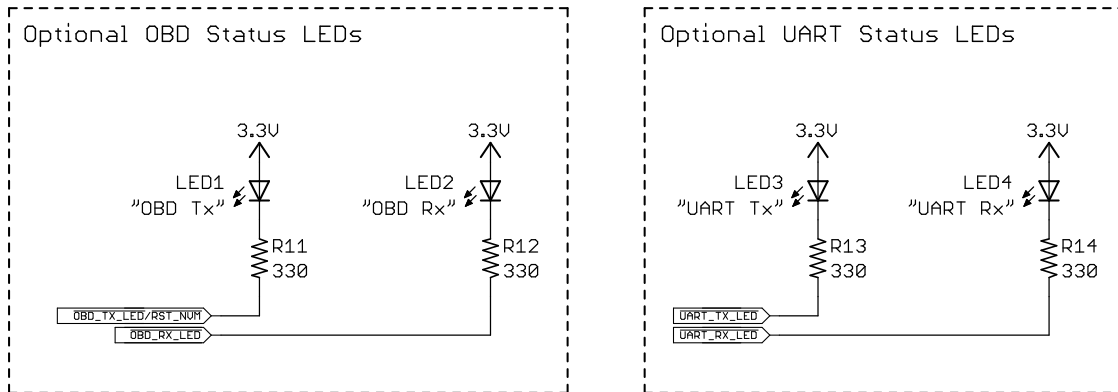 Optional OBD Status LEDs
Optional UART Status LEDs
3.3V
3.3V
3.3V
3.3V
LED1
"OBD Tx"
LED2
"OBD Rx"
LED3
"UART Tx"
LED4
"UART Rx"
R11
330
R12
330
R13
330
R14
330
OBD_TX_LED/RST_NVM
OBD_RX_LED
UART_TX_LED
UART_RX_LED